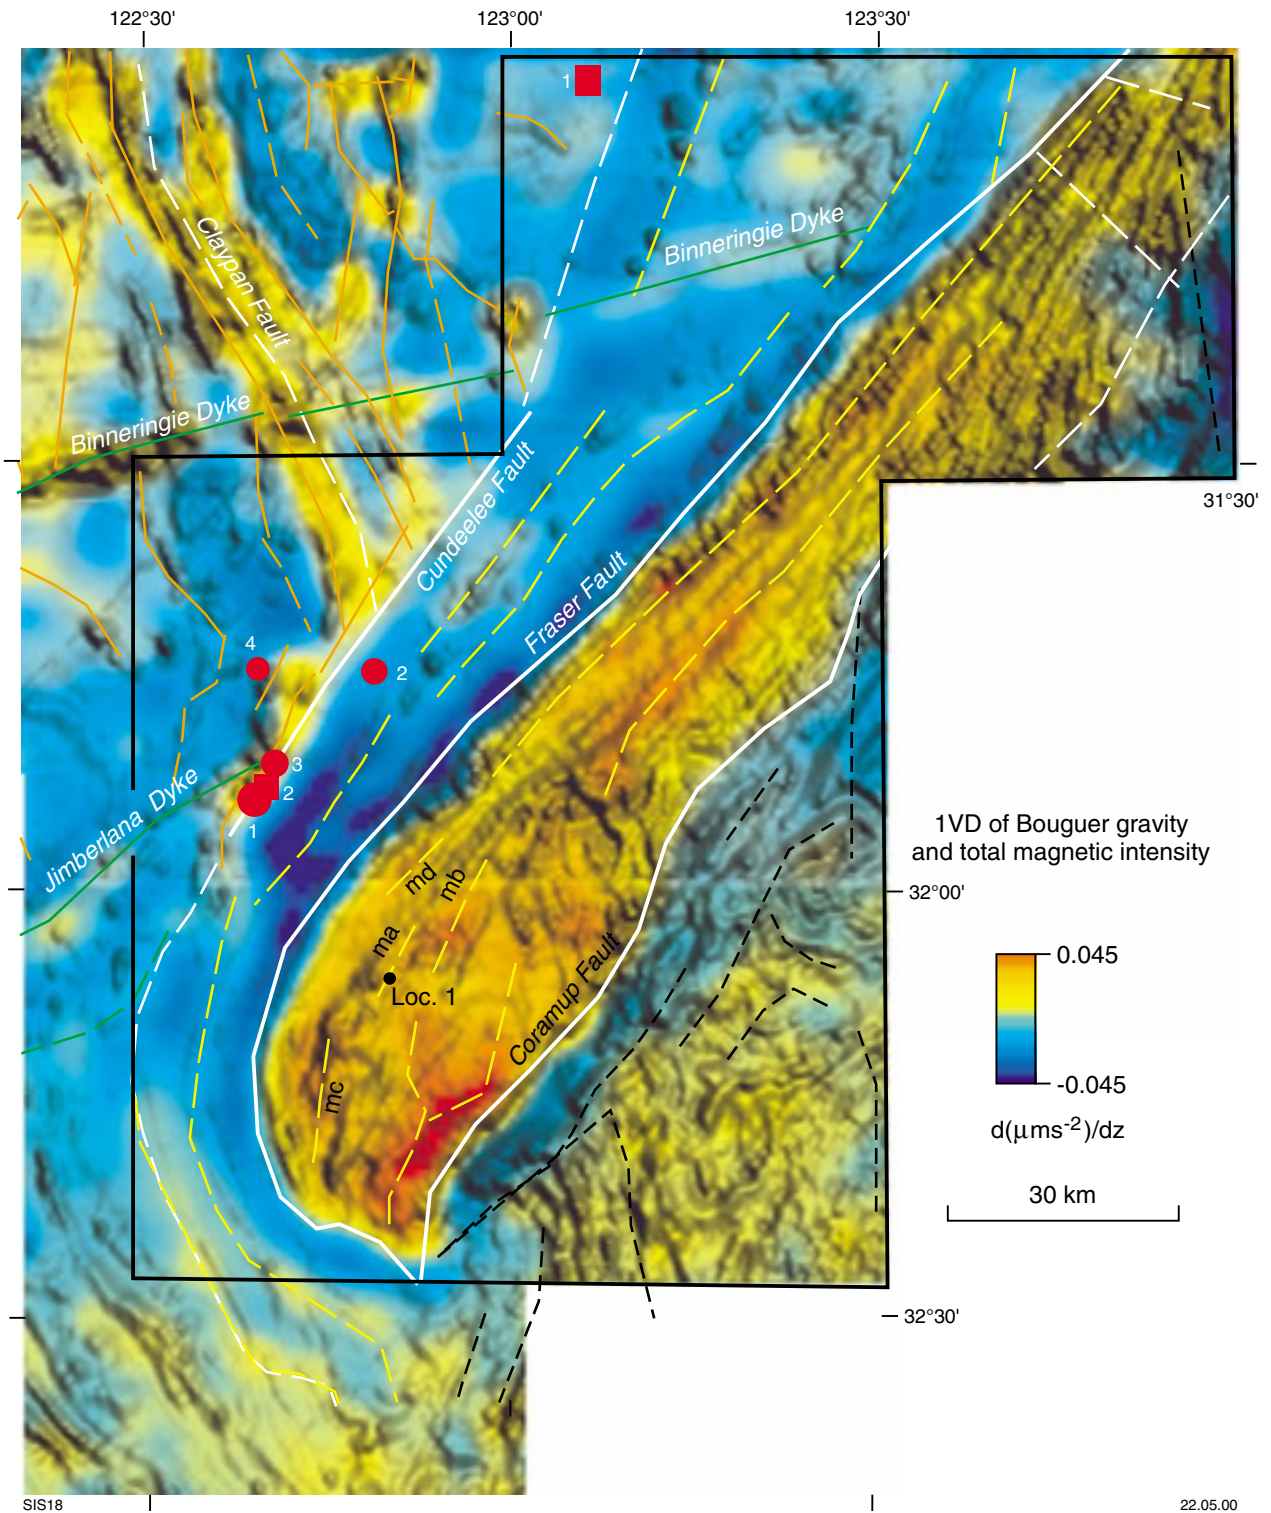 122°30' 123°00' 123°30'
1
Claypan Fault
Binneringie Dyke
Binneringie Dyke
Cundeelee Fault
31°30'
Fraser Fault
4
2
3
2
1
Jimberlana Dyke
1VD of Bouguer gravity
and total magnetic intensity
md
mb
32°00'
ma
Loc. 1
Coramup Fault
0.045
-0.045
mc
d(µms⁻²)/dz
30 km
32°30'
SIS18
22.05.00